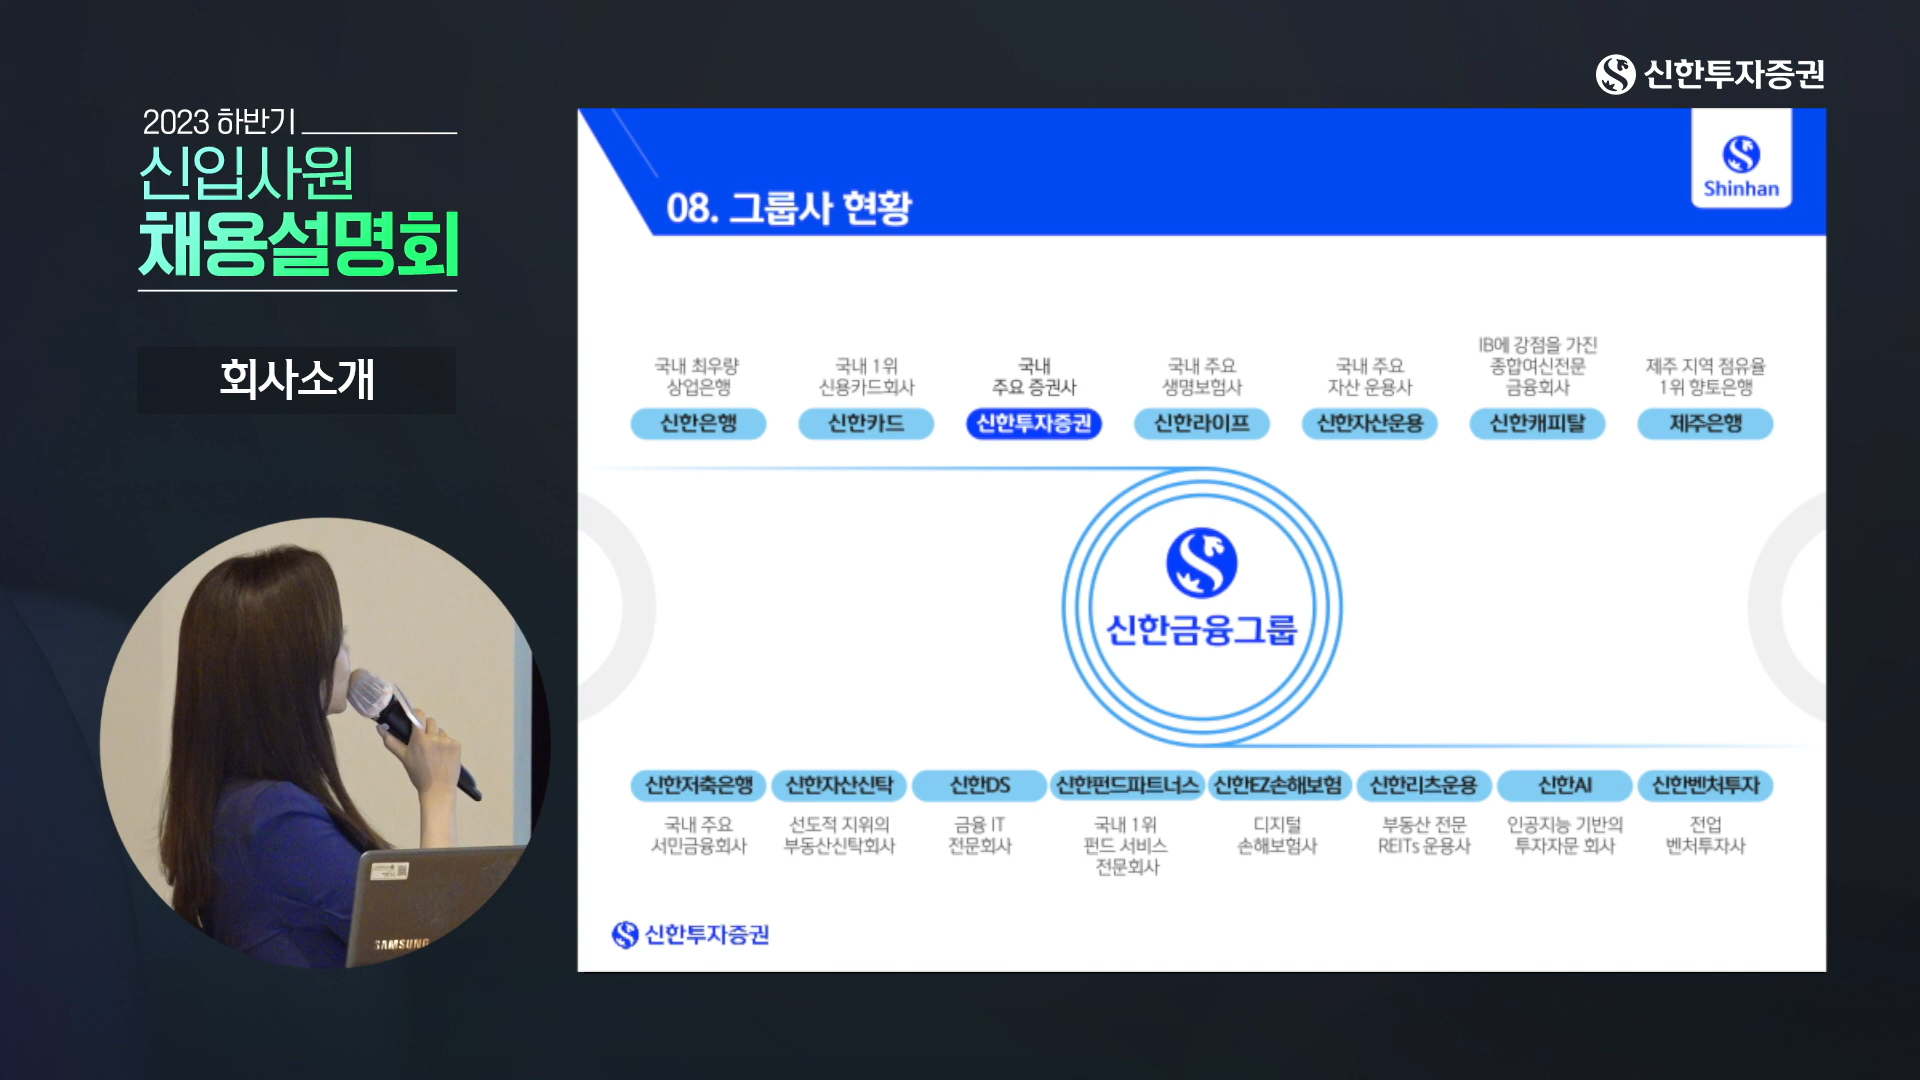 신한투자증권
2023 하반기
신입사원
채용설명회
회사소개
Shinhan
08. 그룹사 현황
국내 최우량
상업은행
신한은행
국내 1위
신용카드회사
신한카드
국내
주요 증권사
신한투자증권
국내 주요
생명보험사
신한라이프
국내 주요
자산 운용사
신한자산운용
IB에 강점을 가진
종합여신전문
금융회사
신한캐피탈
제주 지역 점유율
1위 향토은행
제주은행
신한금융그룹
신한저축은행
국내 주요
서민금융회사
신한자산신탁
선도적 지위의
부동산신탁회사
신한DS
금융 IT
전문회사
신한펀드파트너스
국내 1위
펀드 서비스
전문회사
신한EZ손해보험
디지털
손해보험사
신한리츠운용
부동산 전문
REITs 운용사
신한AI
인공지능 기반의
투자자문 회사
신한벤처투자
전업
벤처투자사
신한투자증권
SAMSUNG